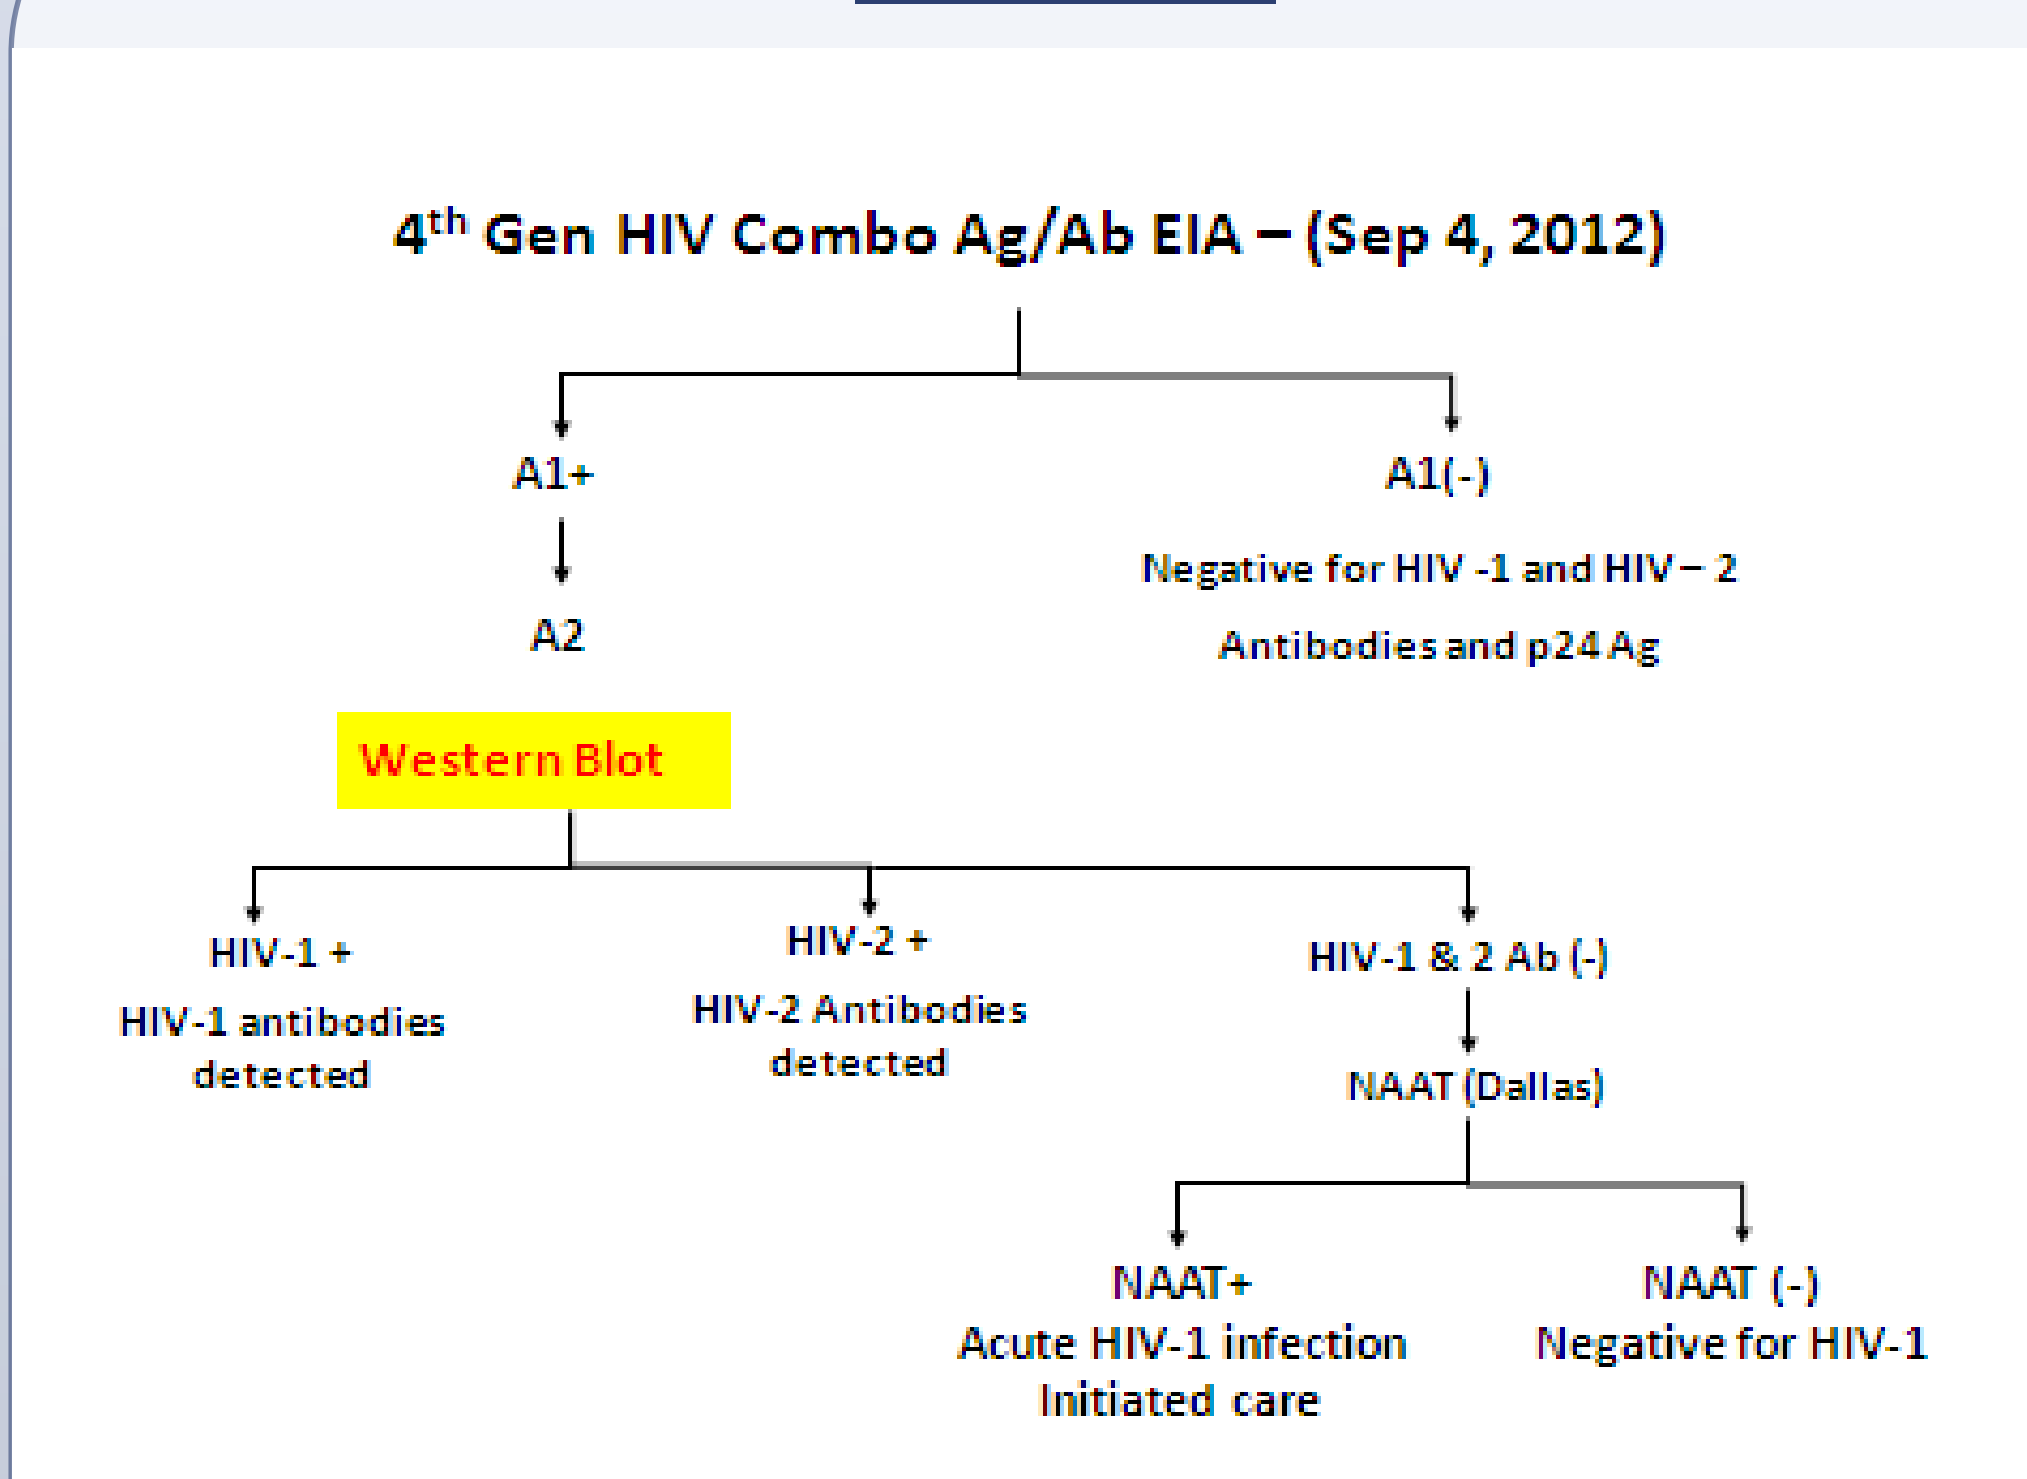 4th Gen HIV Combo Ag/Ab EIA – (Sep 4, 2012)
A1+
A1(-)
Negative for HIV -1 and HIV – 2
Antibodies and p24 Ag
A2
Western Blot
HIV-1 +
HIV-1 antibodies
detected
HIV-2 +
HIV-2 Antibodies
detected
HIV-1 & 2 Ab (-)
NAAT (Dallas)
NAAT+
Acute HIV-1 infection
Initiated care
NAAT (-)
Negative for HIV-1